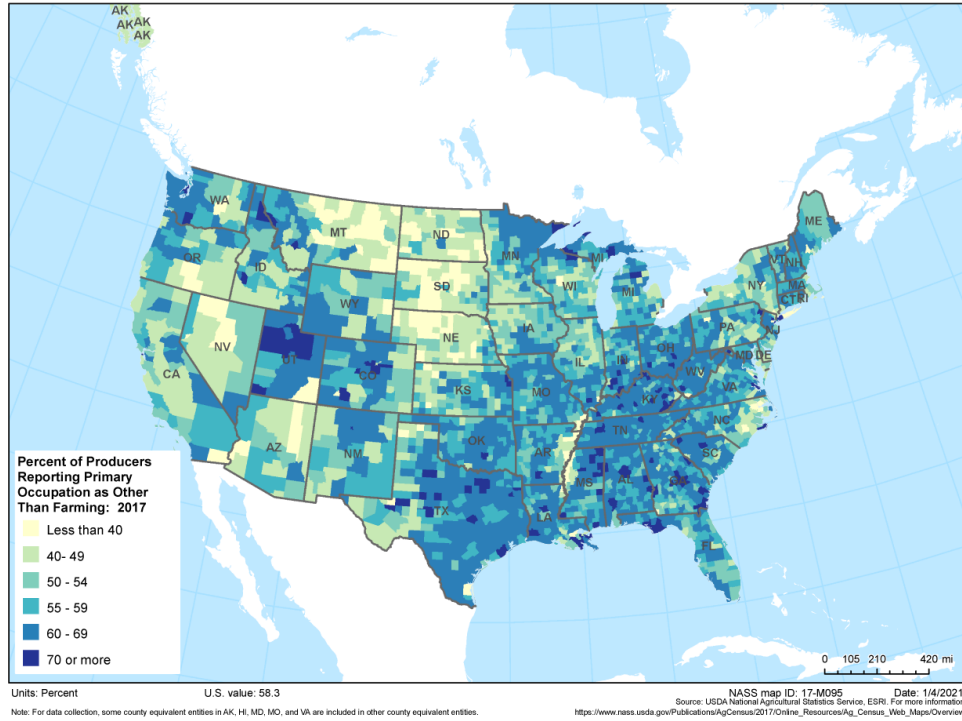 AK
AK AK
AK
WA
MT
ND
MN
ME
OR
ID
SD
WI
MI
MI
VT
NH
NY
MA
CT
RI
WY
IA
NE
PA
NJ
NV
UT
CO
IL
IN
OH
MD
DE
WV
CA
KS
MO
KY
VA
AZ
NM
OK
AR
TN
NC
SC
TX
LA
MS
AL
GA
FL
Percent of Producers
Reporting Primary
Occupation as Other
Than Farming: 2017
Less than 40
40- 49
50 - 54
55 - 59
60 - 69
70 or more
0 105 210 420 mi
Units: Percent U.S. value: 58.3 NASS map ID: 17-M095 Date: 1/4/2021
Source: USDA National Agricultural Statistics Service, ESRI. For more information
Note: For data collection, some county equivalent entities in AK, HI, MD, MO, and VA are included in other county equivalent entities. https://www.nass.usda.gov/Publications/AgCensus/2017/Online_Resources/Ag_Census_Web_Maps/Overview